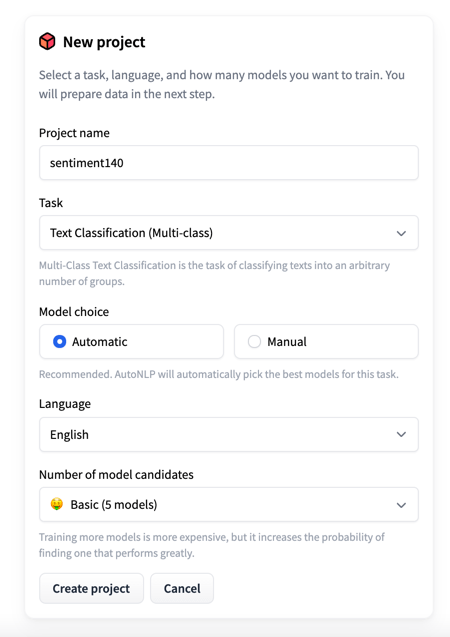 New project
Select a task, language, and how many models you want to train. You
will prepare data in the next step.
Project name
sentiment140
Task
Text Classification (Multi-class)
Multi-Class Text Classification is the task of classifying texts into an arbitrary
number of groups.
Model choice
Automatic
Manual
Recommended. AutoNLP will automatically pick the best models for this task.
Language
English
Number of model candidates
🤑 Basic (5 models)
Training more models is more expensive, but it increases the probability of
finding one that performs greatly.
Create project
Cancel